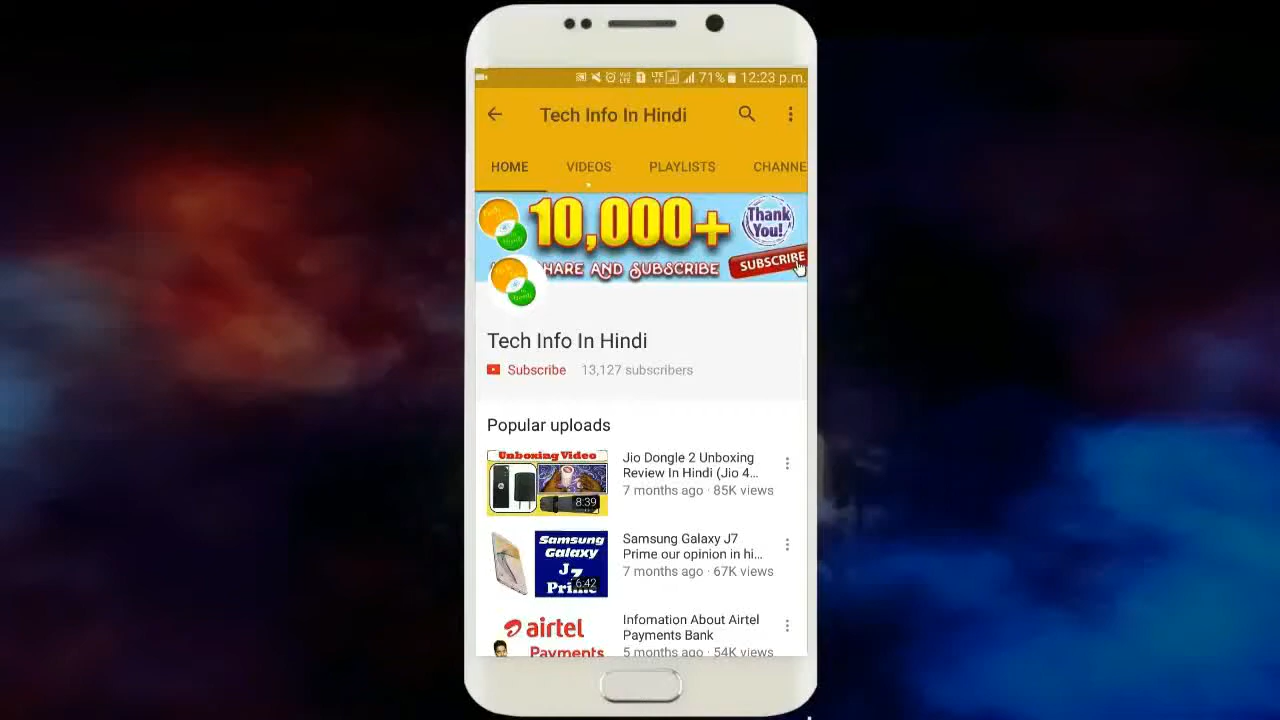 71% 12:23 p.m.
Tech Info In Hindi
HOME VIDEOS PLAYLISTS CHANNE
10,000+
Thank You!
HARE AND SUBSCRIBE
SUBSCRIBE
Tech Info In Hindi
Subscribe 13,127 subscribers
Popular uploads
Unboxing Video
8:39
Jio Dongle 2 Unboxing
Review In Hindi (Jio 4...
7 months ago · 85K views
Samsung
Galaxy
J7
Prime
6:42
Samsung Galaxy J7
Prime our opinion in hi...
7 months ago · 67K views
airtel
Payments
Infomation About Airtel
Payments Bank
5 months ago · 54K views